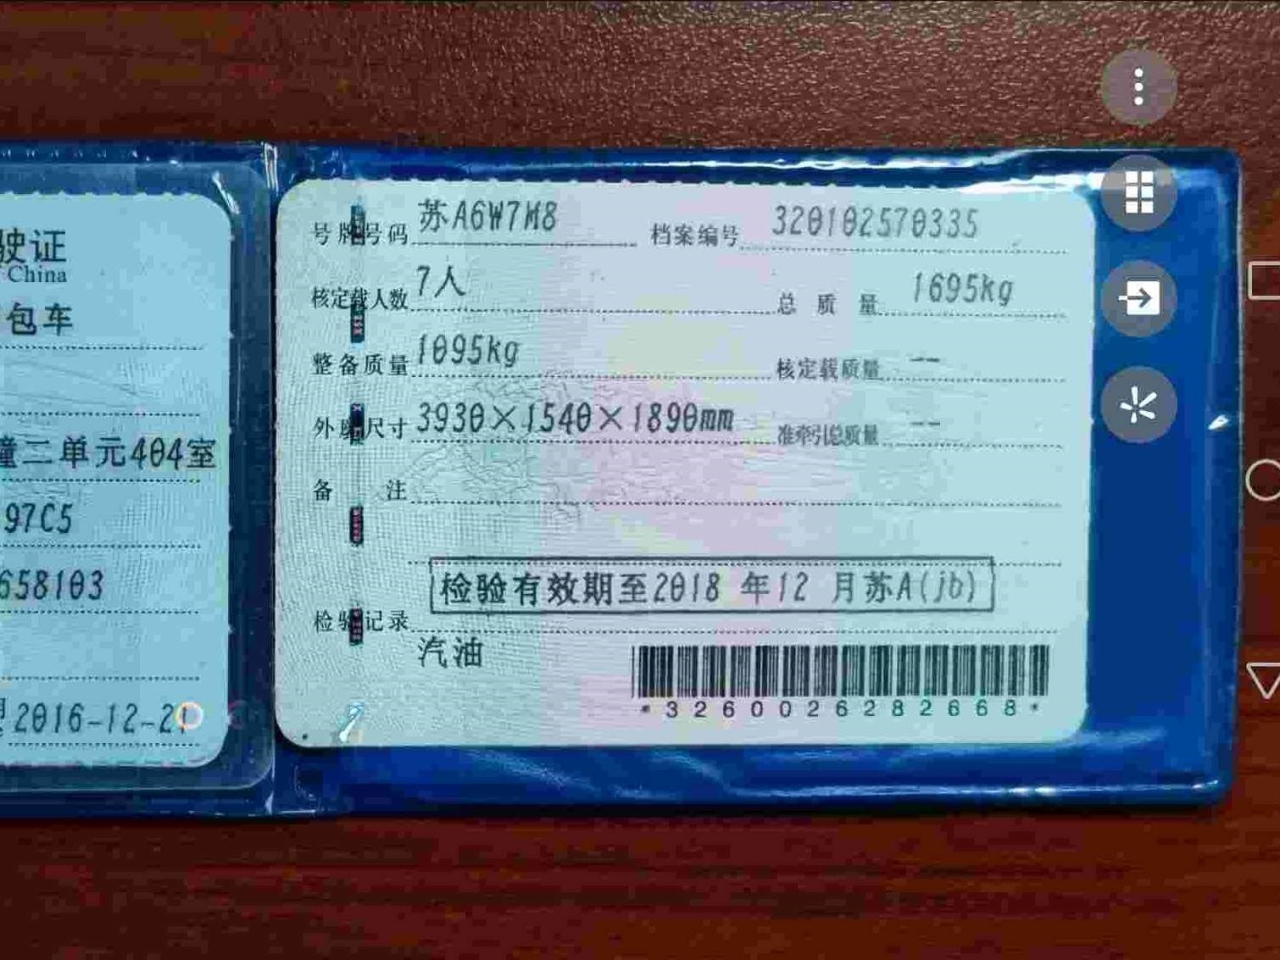 驶证
China
包车
二单元404室
97C5
658103
2016-12-21
号牌号码 苏A6W7M8 档案编号 320102570335
核定载人数 7人 总质量 1695kg
整备质量 1095kg 核定载质量 --
外廓尺寸 3930×1540×1890mm 准牵引总质量 --
备注
检验记录 检验有效期至2018 年12 月苏A(jb)
汽油
*3260026282668*